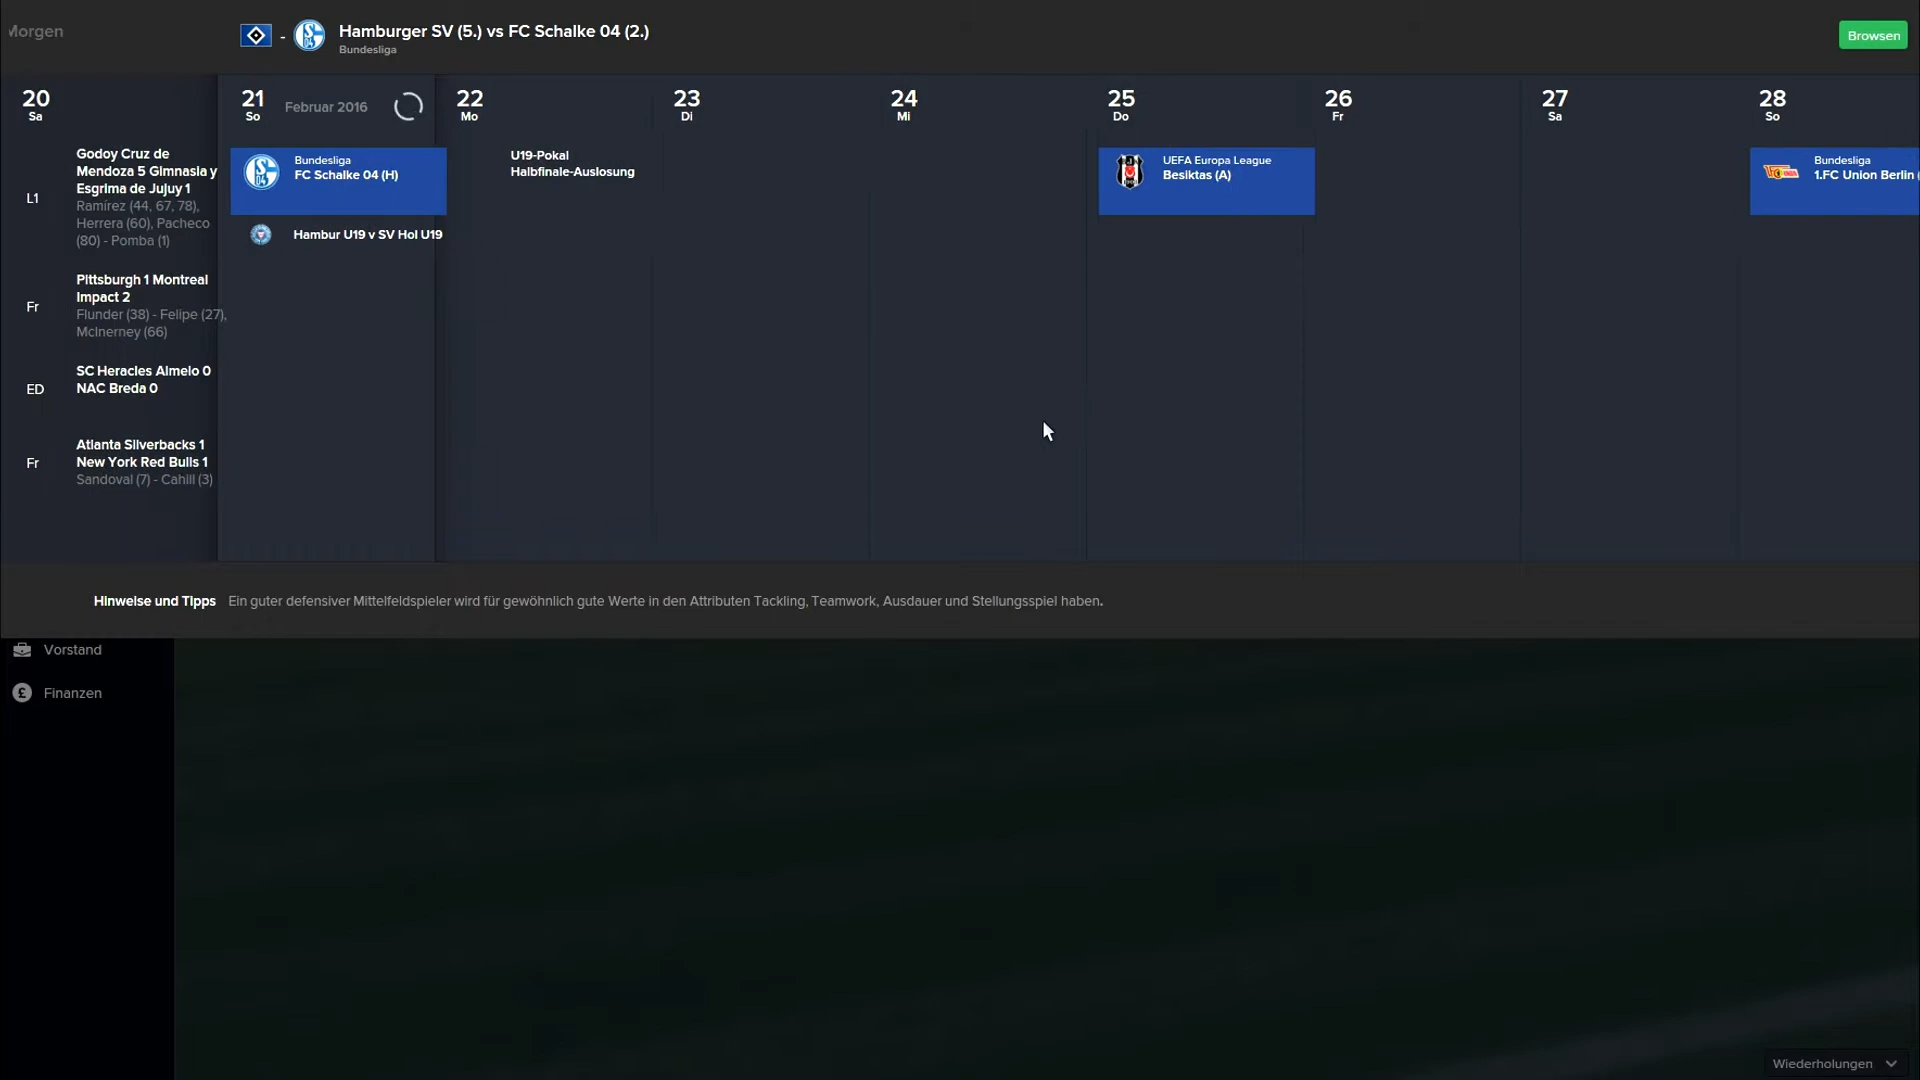 Morgen
Hamburger SV (5.) vs FC Schalke 04 (2.)
Bundesliga
Browsen
20
Sa
21
So
Februar 2016
22
Mo
23
Di
24
Mi
25
Do
26
Fr
27
Sa
28
So
L1
Godoy Cruz de
Mendoza 5 Gimnasia y
Esgrima de Jujuy 1
Ramírez (44, 67, 78),
Herrera (60), Pacheco
(80) - Pomba (1)
Fr
Pittsburgh 1 Montreal
Impact 2
Flunder (38) - Felipe (27),
McInerney (66)
ED
SC Heracles Almelo 0
NAC Breda 0
Fr
Atlanta Silverbacks 1
New York Red Bulls 1
Sandoval (7) - Cahill (3)
Bundesliga
FC Schalke 04 (H)
Hambur U19 v SV Hol U19
U19-Pokal
Halbfinale-Auslosung
UEFA Europa League
Besiktas (A)
Bundesliga
1.FC Union Berlin (
Hinweise und Tipps
Ein guter defensiver Mittelfeldspieler wird für gewöhnlich gute Werte in den Attributen Tackling, Teamwork, Ausdauer und Stellungsspiel haben.
Vorstand
Finanzen
Wiederholungen